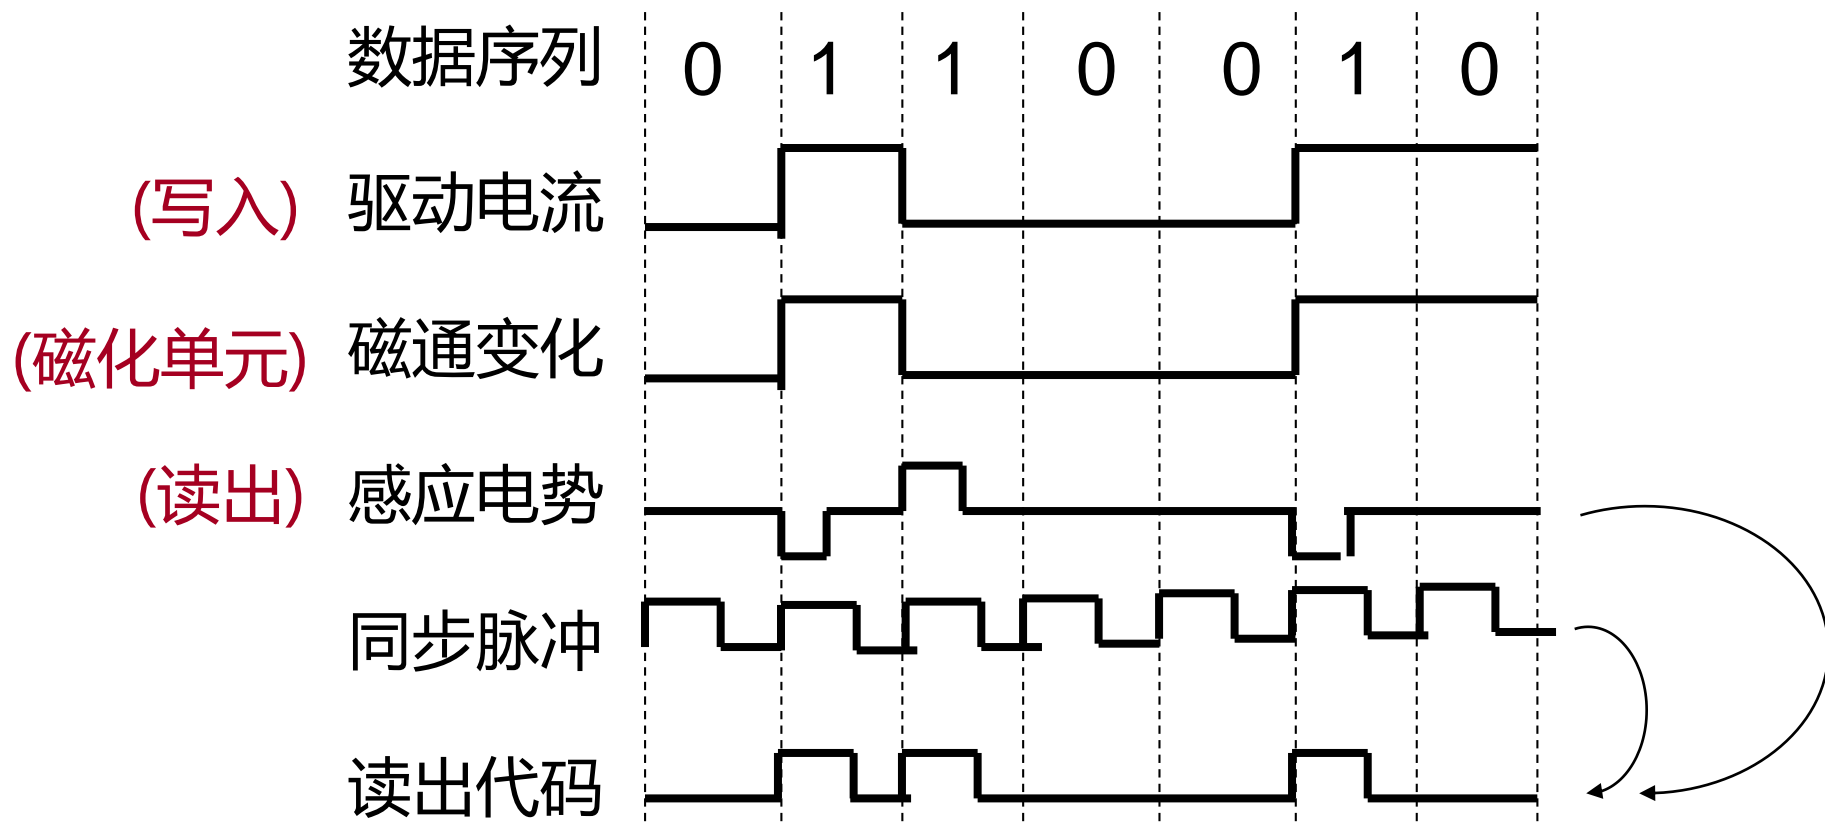 数据序列 0 1 1 0 0 1 0
(写入) 驱动电流
(磁化单元) 磁通变化
(读出) 感应电势
同步脉冲
读出代码